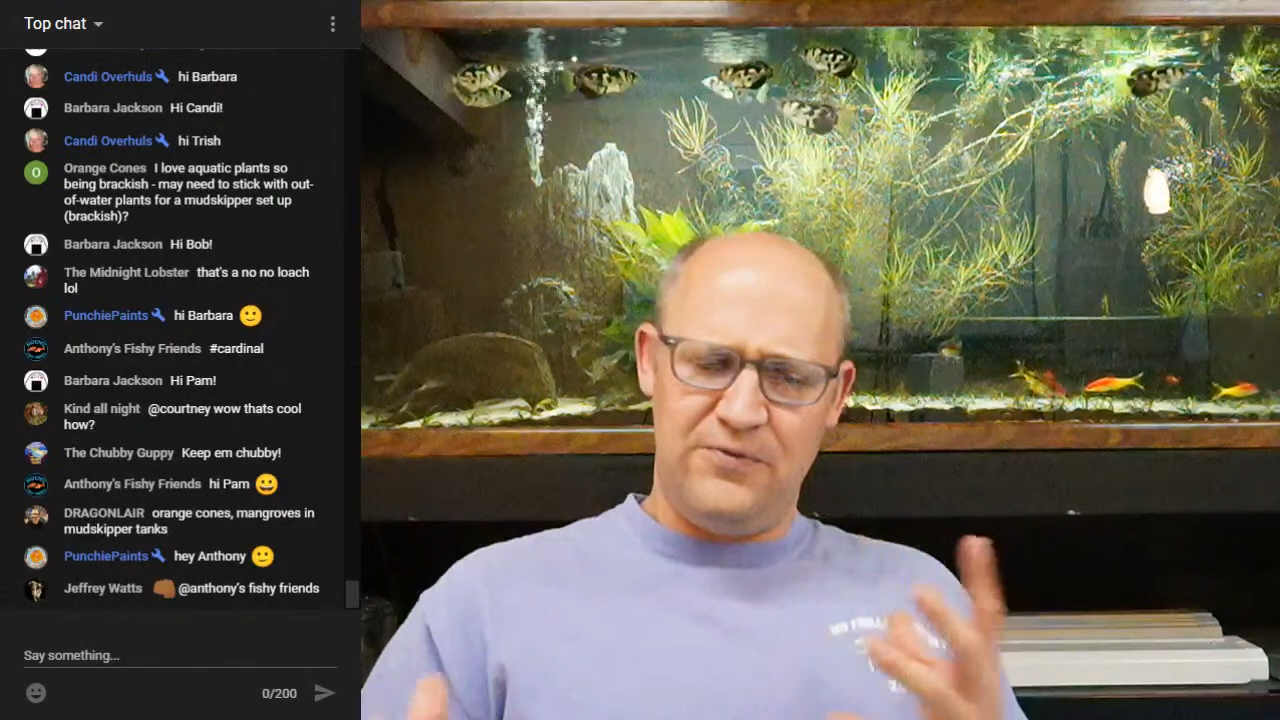 Top chat
Candi Overhuls hi Barbara
Barbara Jackson Hi Candi!
Candi Overhuls hi Trish
O Orange Cones I love aquatic plants so
being brackish - may need to stick with out-
of-water plants for a mudskipper set up
(brackish)?
Barbara Jackson Hi Bob!
The Midnight Lobster that's a no no loach
lol
PunchiePaints hi Barbara 🙂
Anthony's Fishy Friends #cardinal
Barbara Jackson Hi Pam!
Kind all night @courtney wow thats cool
how?
The Chubby Guppy Keep em chubby!
Anthony's Fishy Friends hi Pam 😀
DRAGONLAIR orange cones, mangroves in
mudskipper tanks
PunchiePaints hey Anthony 🙂
Jeffrey Watts 🤜🏾@anthony's fishy friends
Say something...
0/200